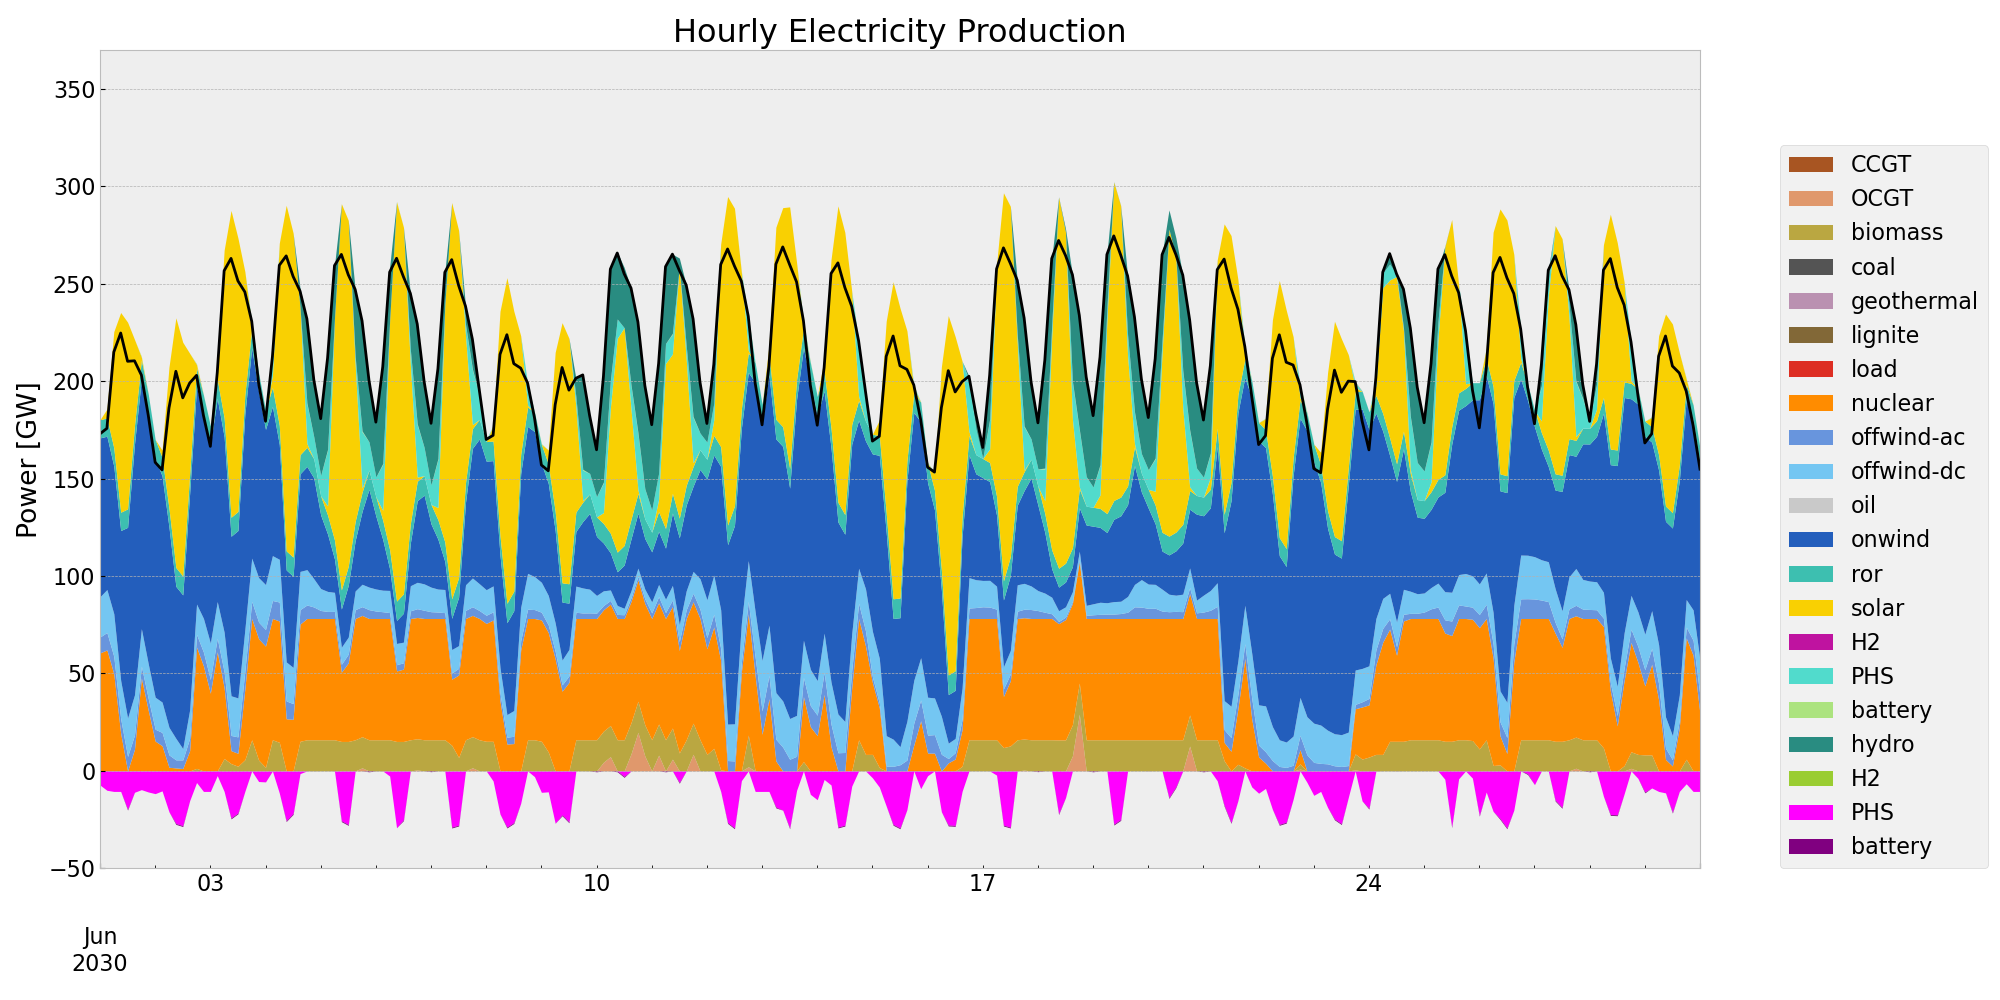 Hourly Electricity Production
Power [GW]
350
300
250
200
150
100
50
0
−50
03
10
17
24
Jun
2030
CCGT
OCGT
biomass
coal
geothermal
lignite
load
nuclear
offwind-ac
offwind-dc
oil
onwind
ror
solar
H2
PHS
battery
hydro
H2
PHS
battery